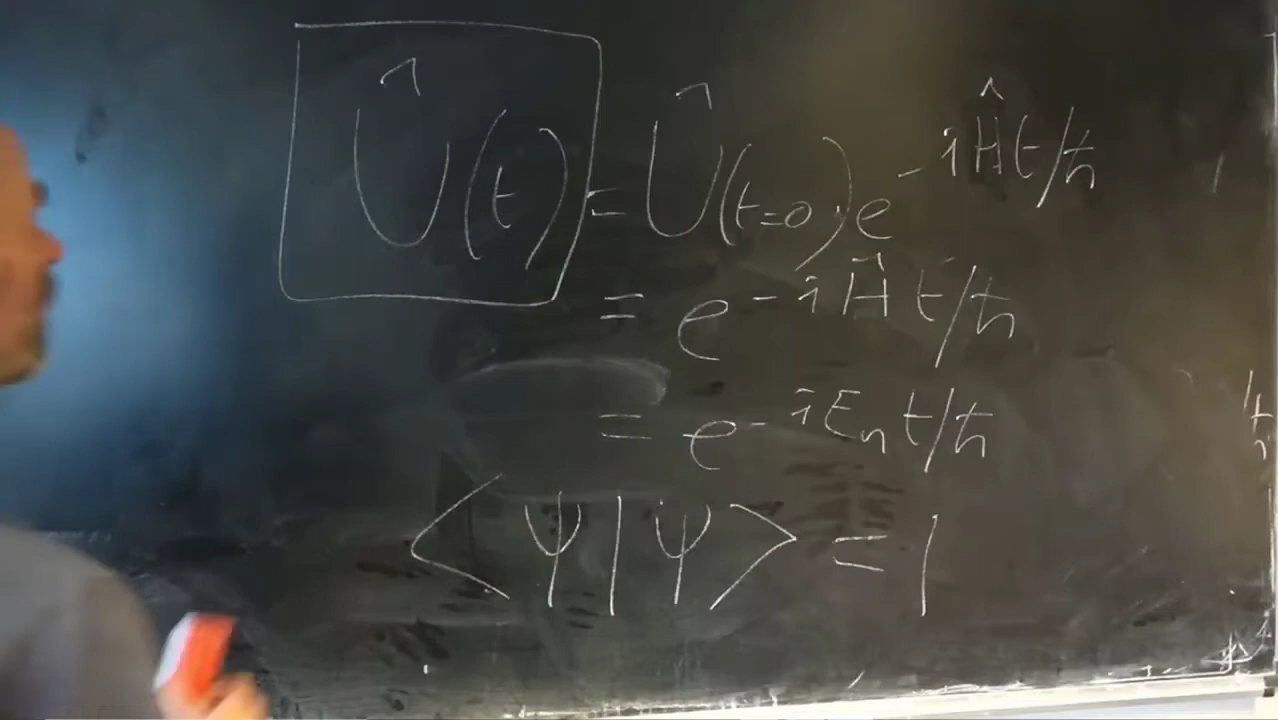 Û(t) = Û(t=0) e^{-iĤt/ħ}
= e^{-iĤt/ħ}
= e^{-iE_n t/ħ}
<Ψ|Ψ> = 1